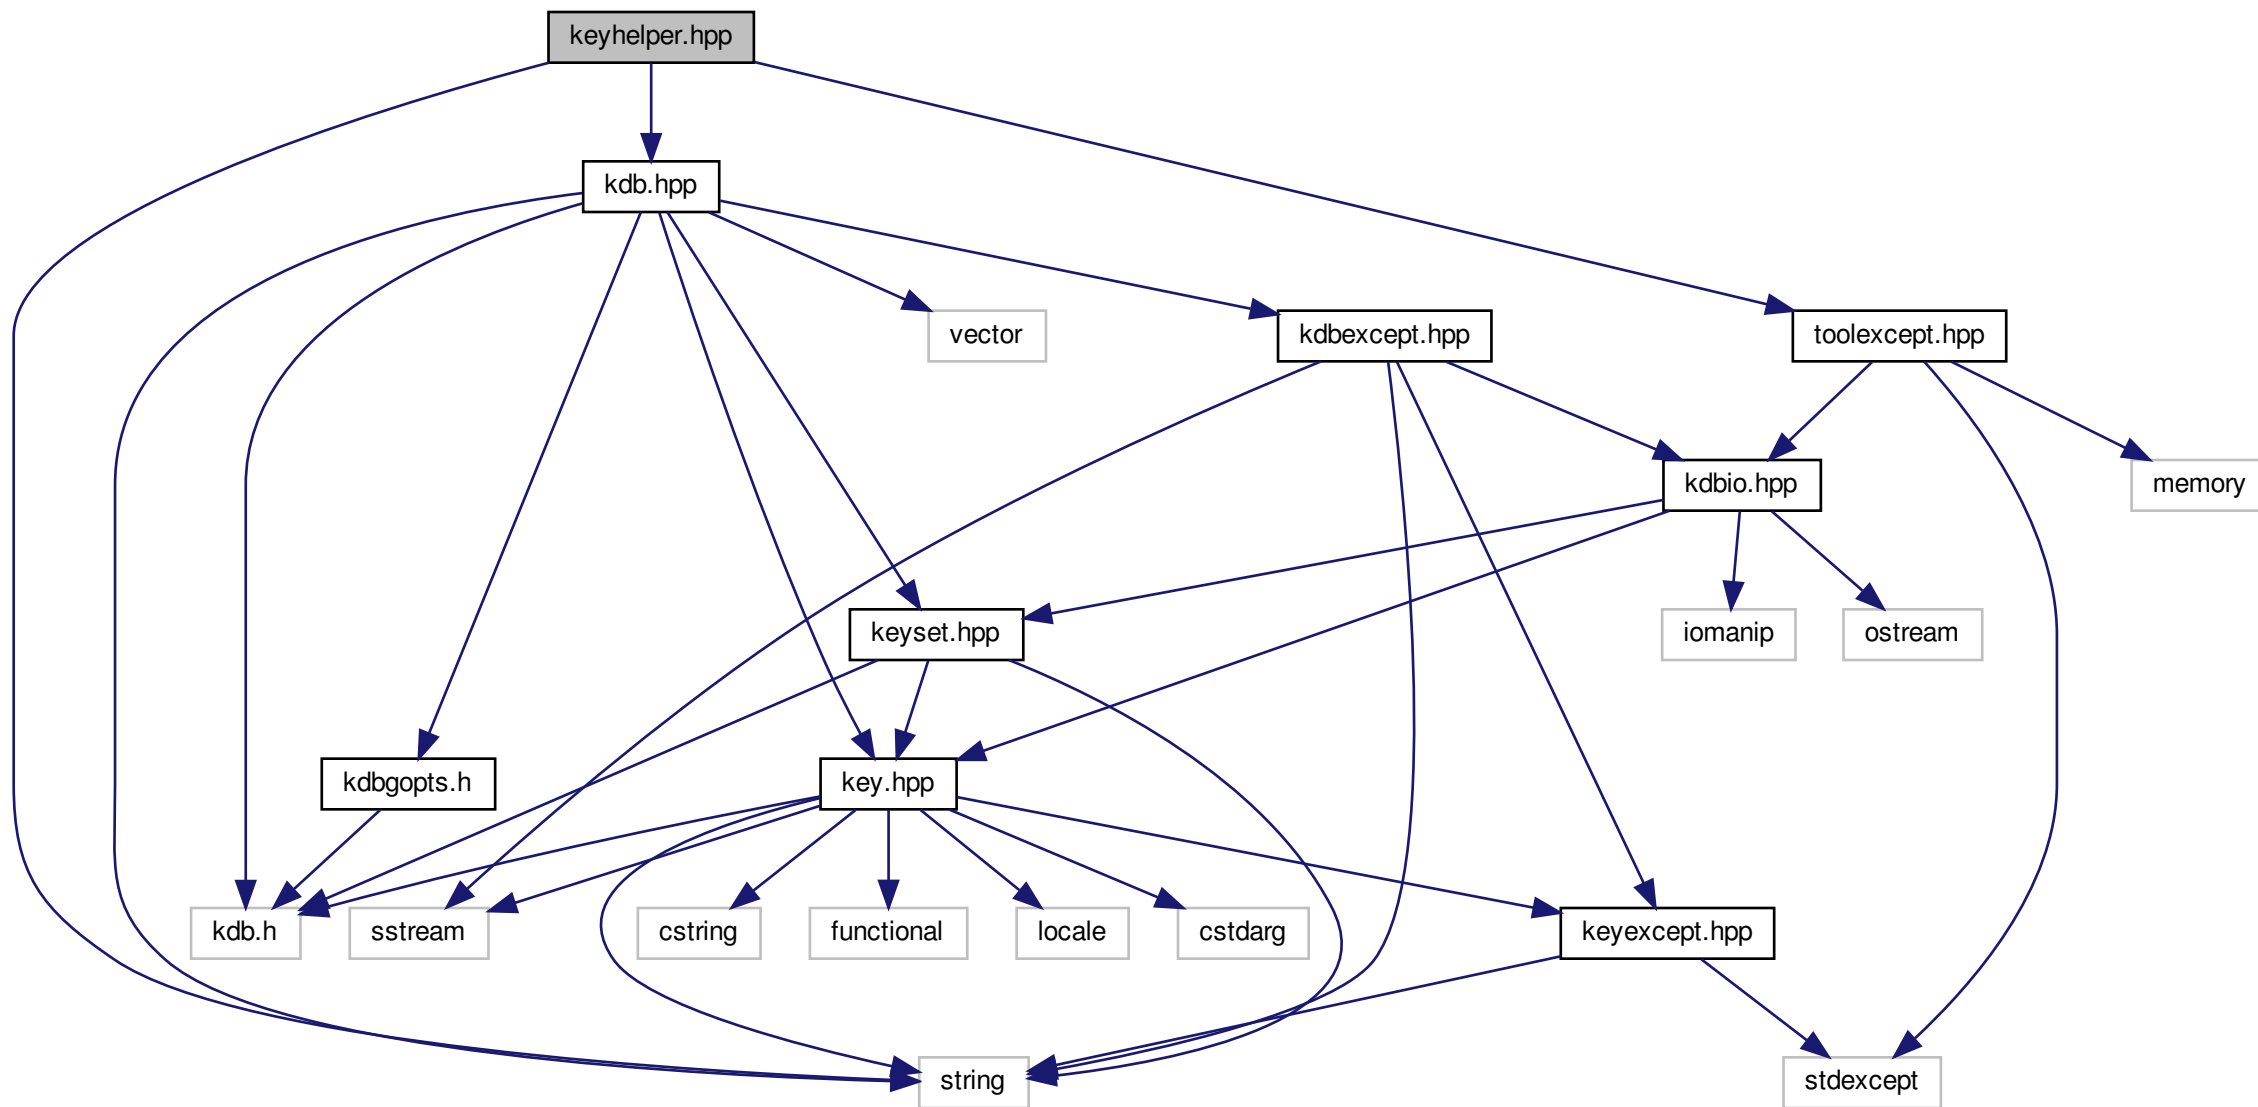 keyhelper.hpp
kdb.hpp
vector
kdbexcept.hpp
toolexcept.hpp
kdbio.hpp
memory
keyset.hpp
iomanip
ostream
kdbgopts.h
key.hpp
kdb.h
sstream
cstring
functional
locale
cstdarg
keyexcept.hpp
string
stdexcept